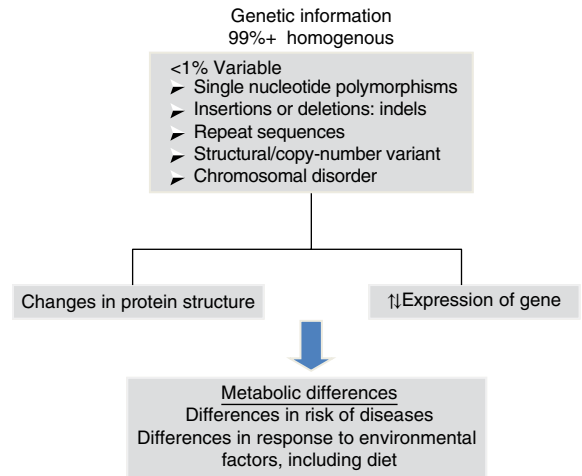 Genetic information
99%+ homogenous
<1% Variable
➢ Single nucleotide polymorphisms
➢ Insertions or deletions: indels
➢ Repeat sequences
➢ Structural/copy-number variant
➢ Chromosomal disorder
Changes in protein structure
⇅Expression of gene
Metabolic differences
Differences in risk of diseases
Differences in response to environmental
factors, including diet